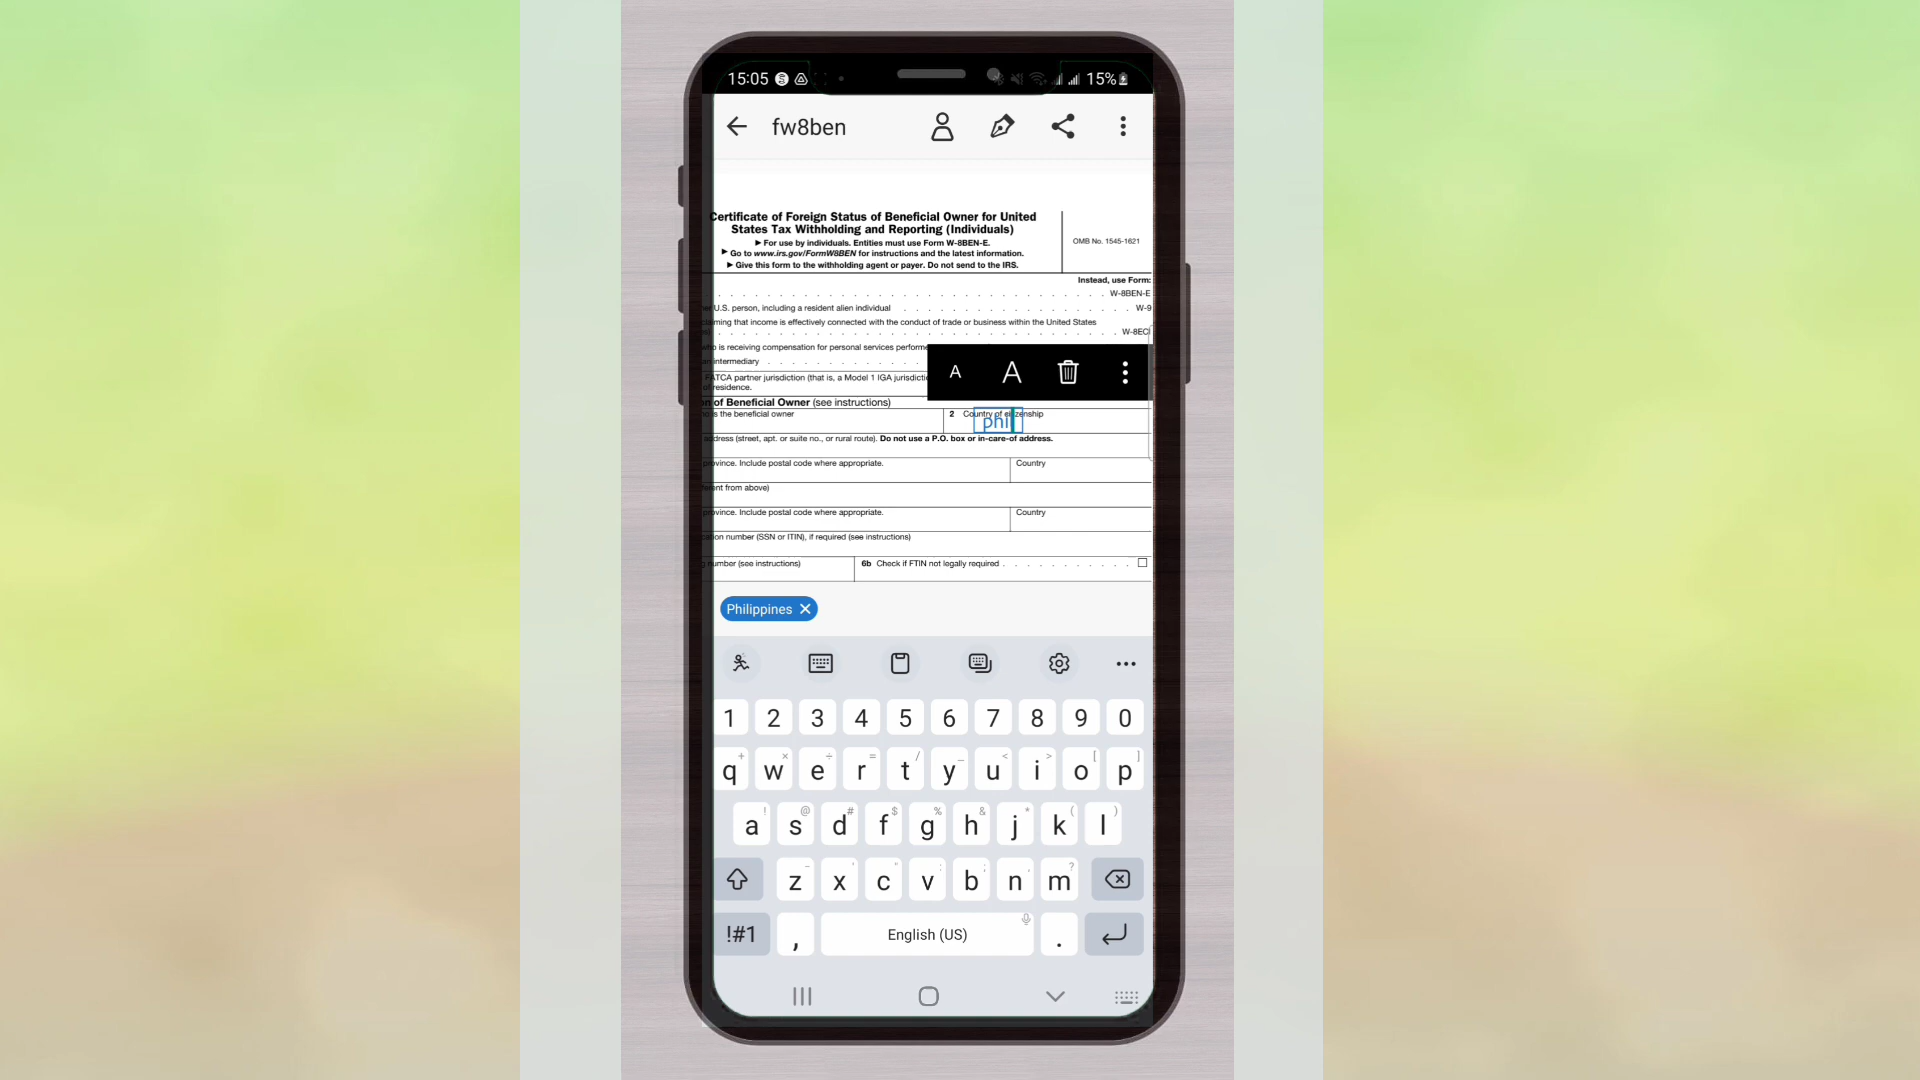 15:05 15%
fw8ben
Certificate of Foreign Status of Beneficial Owner for United
States Tax Withholding and Reporting (Individuals)
► For use by individuals. Entities must use Form W-8BEN-E.
► Go to www.irs.gov/FormW8BEN for instructions and the latest information.
► Give this form to the withholding agent or payer. Do not send to the IRS.
OMB No. 1545-1621
Instead, use Form:
W-8BEN-E
U.S. person, including a resident alien individual W-9
claiming that income is effectively connected with the conduct of trade or business within the United States
W-8ECI
who is receiving compensation for personal services
an intermediary
FATCA partner jurisdiction (that is, a Model 1 IGA
of residence.
of Beneficial Owner (see instructions)
is the beneficial owner
2 Country of citizenship
phil
address (street, apt. or suite no., or rural route). Do not use a P.O. box or in-care-of address.
province. Include postal code where appropriate. Country
from above)
province. Include postal code where appropriate. Country
number (SSN or ITIN), if required (see instructions)
number (see instructions) 6b Check if FTIN not legally required
Philippines
1 2 3 4 5 6 7 8 9 0
q w e r t y u i o p
a s d f g h j k l
z x c v b n m
!#1 , English (US) .